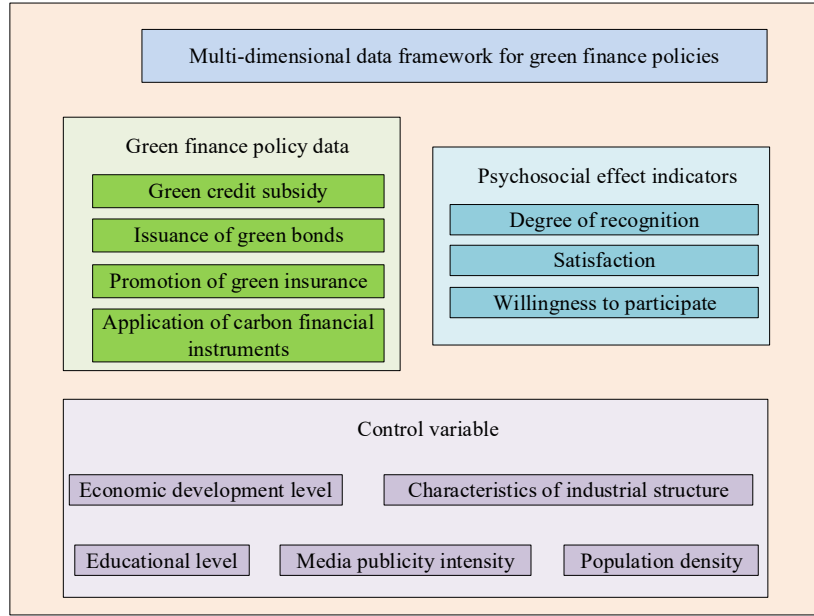 Multi-dimensional data framework for green finance policies
Green finance policy data
Green credit subsidy
Issuance of green bonds
Promotion of green insurance
Application of carbon financial
instruments
Psychosocial effect indicators
Degree of recognition
Satisfaction
Willingness to participate
Control variable
Economic development level
Characteristics of industrial structure
Educational level
Media publicity intensity
Population density